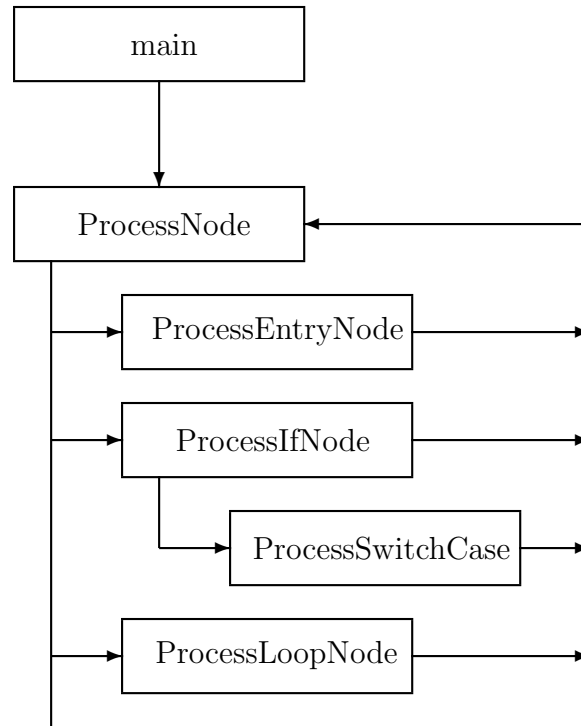 main
ProcessNode
ProcessEntryNode
ProcessIfNode
ProcessSwitchCase
ProcessLoopNode